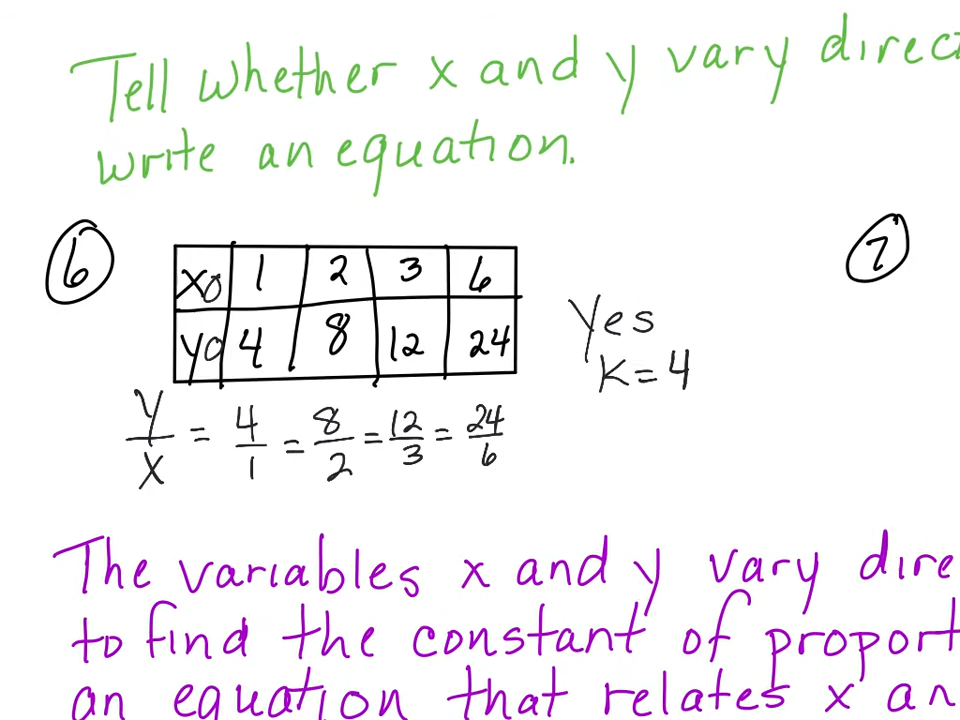 Tell whether x and y vary direc
write an equation.
6
7
x 1 2 3 6
y 4 8 12 24
Yes
K=4
y/x = 4/1 = 8/2 = 12/3 = 24/6
The variables x and y vary dire
to find the constant of proport
an equation that relates x an